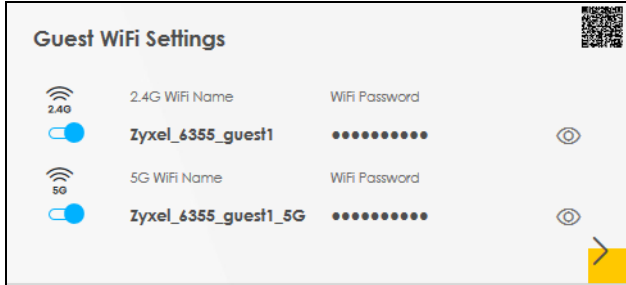 Guest WiFi Settings
2.4G
2.4G WiFi Name WiFi Password
Zyxel_6355_guest1 ••••••••••
5G
5G WiFi Name WiFi Password
Zyxel_6355_guest1_5G ••••••••••